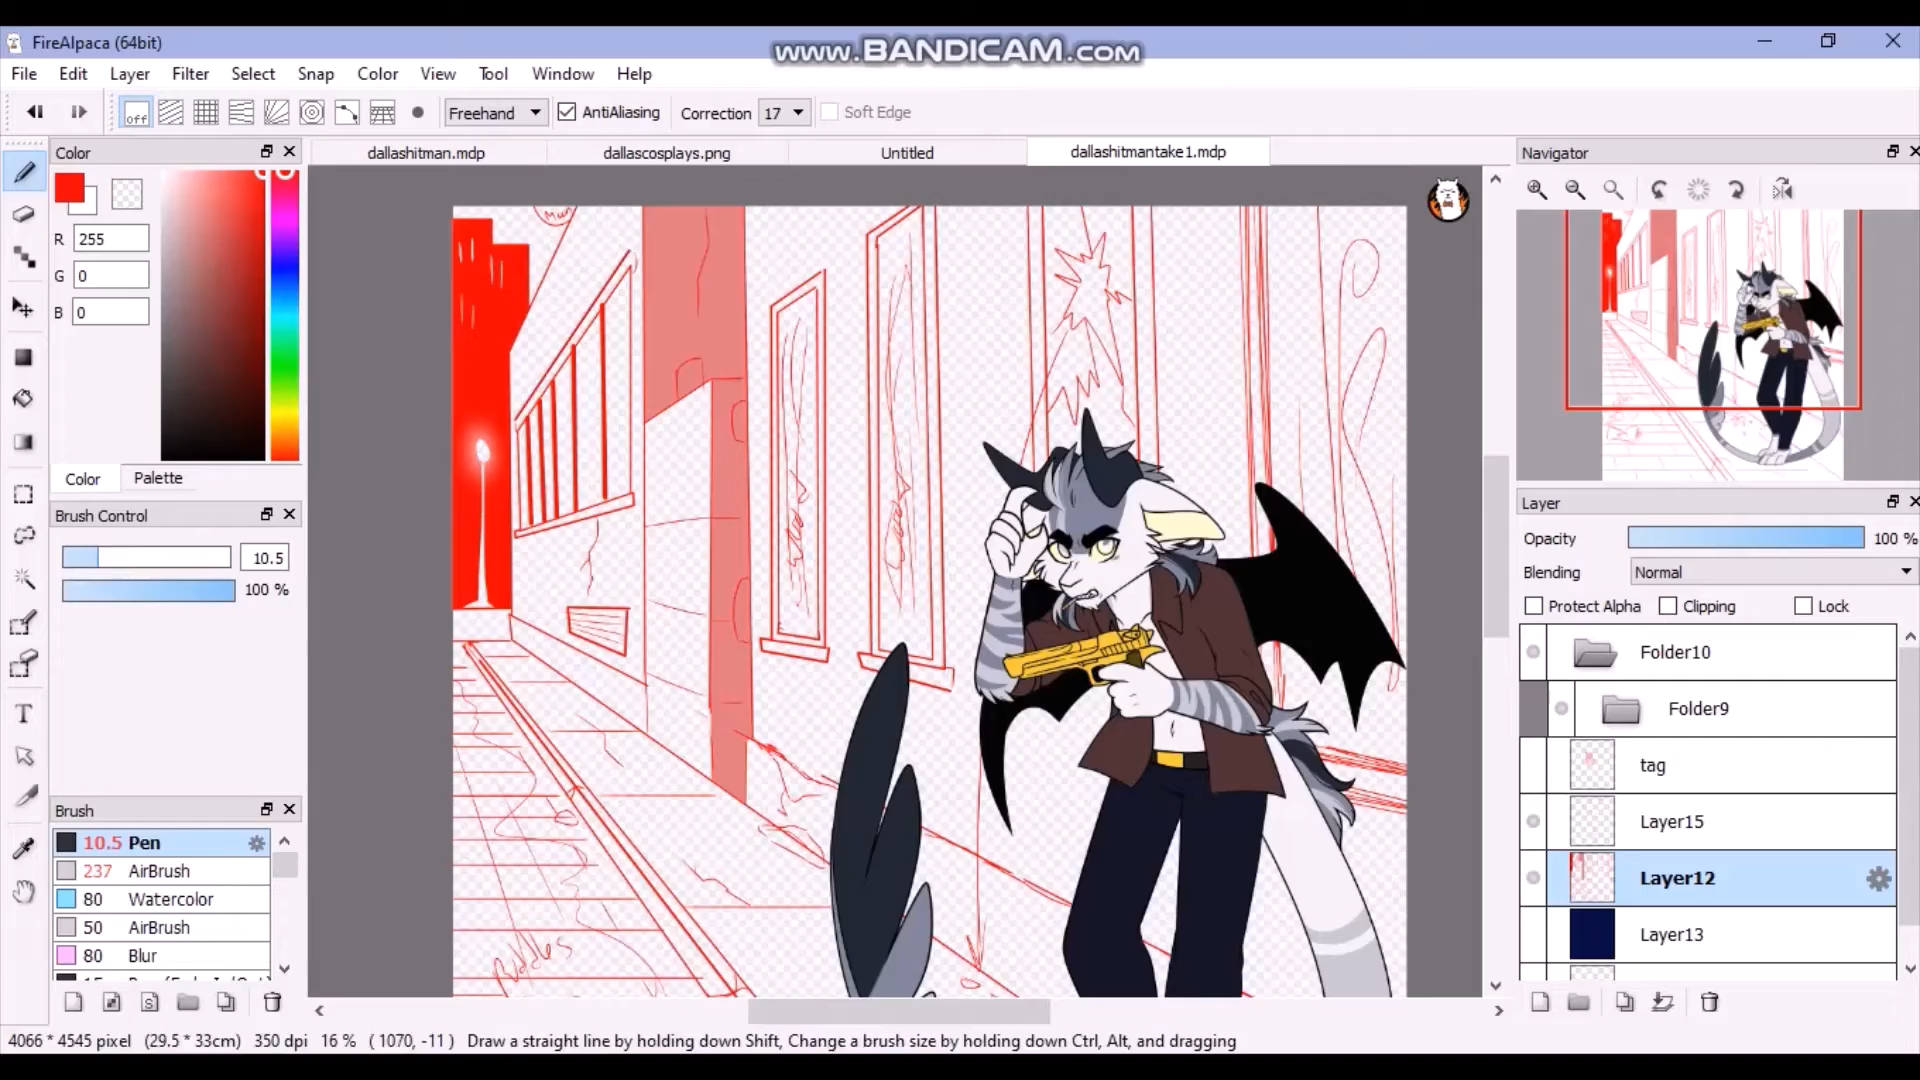 FireAlpaca (64bit)
www.BANDICAM.com
File Edit Layer Filter Select Snap Color View Tool Window Help
off Freehand AntiAliasing Correction 17 Soft Edge
Color
dallashitman.mdp dallascosplays.png Untitled dallashitmantake1.mdp
Navigator
R 255
G 0
B 0
Color Palette
Brush Control
10.5
100 %
Brush
10.5 Pen
237 AirBrush
80 Watercolor
50 AirBrush
80 Blur
Puddles
Layer
Opacity 100 %
Blending Normal
Protect Alpha Clipping Lock
Folder10
Folder9
tag
Layer15
Layer12
Layer13
4066 * 4545 pixel (29.5 * 33cm) 350 dpi 16 % ( 1070, -11 ) Draw a straight line by holding down Shift, Change a brush size by holding down Ctrl, Alt, and dragging